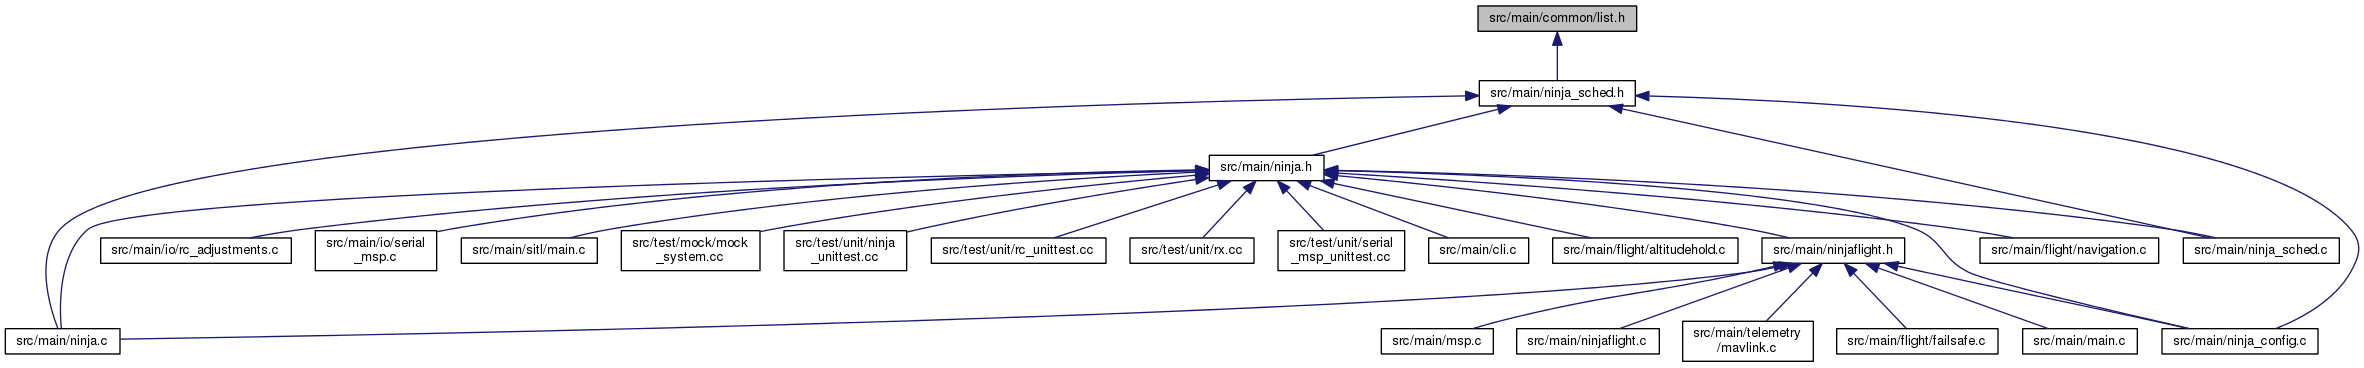 src/main/common/list.h
src/main/ninja_sched.h
src/main/ninja.h
src/main/io/rc_adjustments.c
src/main/io/serial
_msp.c
src/main/sitl/main.c
src/test/mock/mock
_system.cc
src/test/unit/ninja
_unittest.cc
src/test/unit/rc_unittest.cc
src/test/unit/rx.cc
src/test/unit/serial
_msp_unittest.cc
src/main/cli.c
src/main/flight/altitudehold.c
src/main/ninjaflight.h
src/main/flight/navigation.c
src/main/ninja_sched.c
src/main/ninja.c
src/main/msp.c
src/main/ninjaflight.c
src/main/telemetry
/mavlink.c
src/main/flight/failsafe.c
src/main/main.c
src/main/ninja_config.c